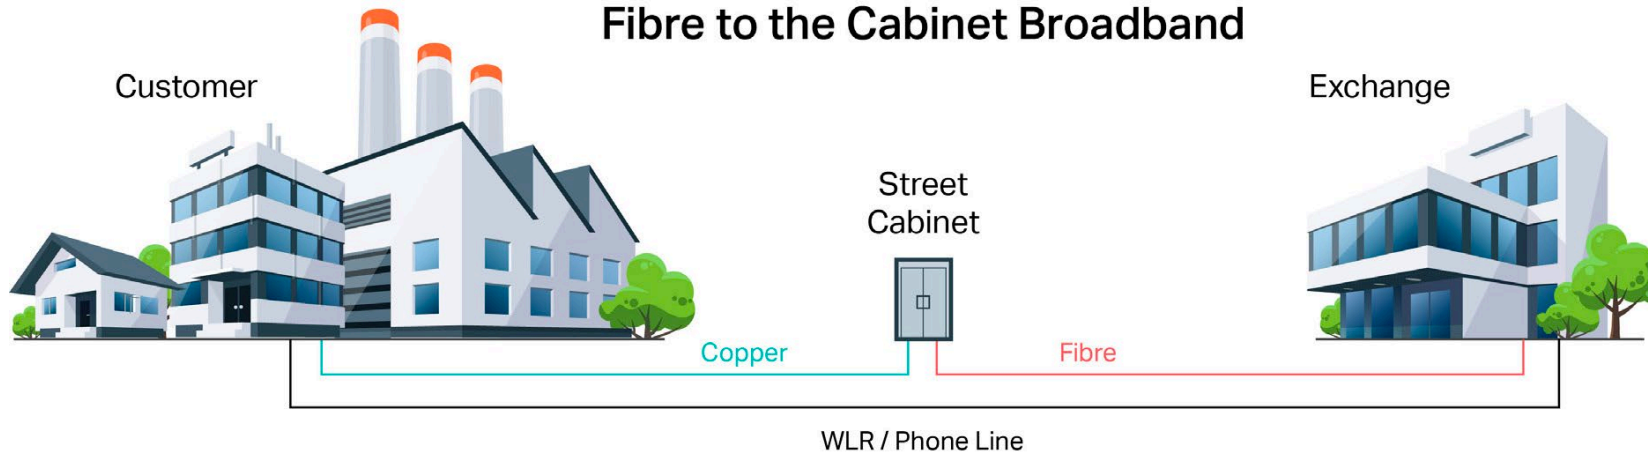 Fibre to the Cabinet Broadband
Customer
Exchange
Street
Cabinet
Copper
Fibre
WLR / Phone Line